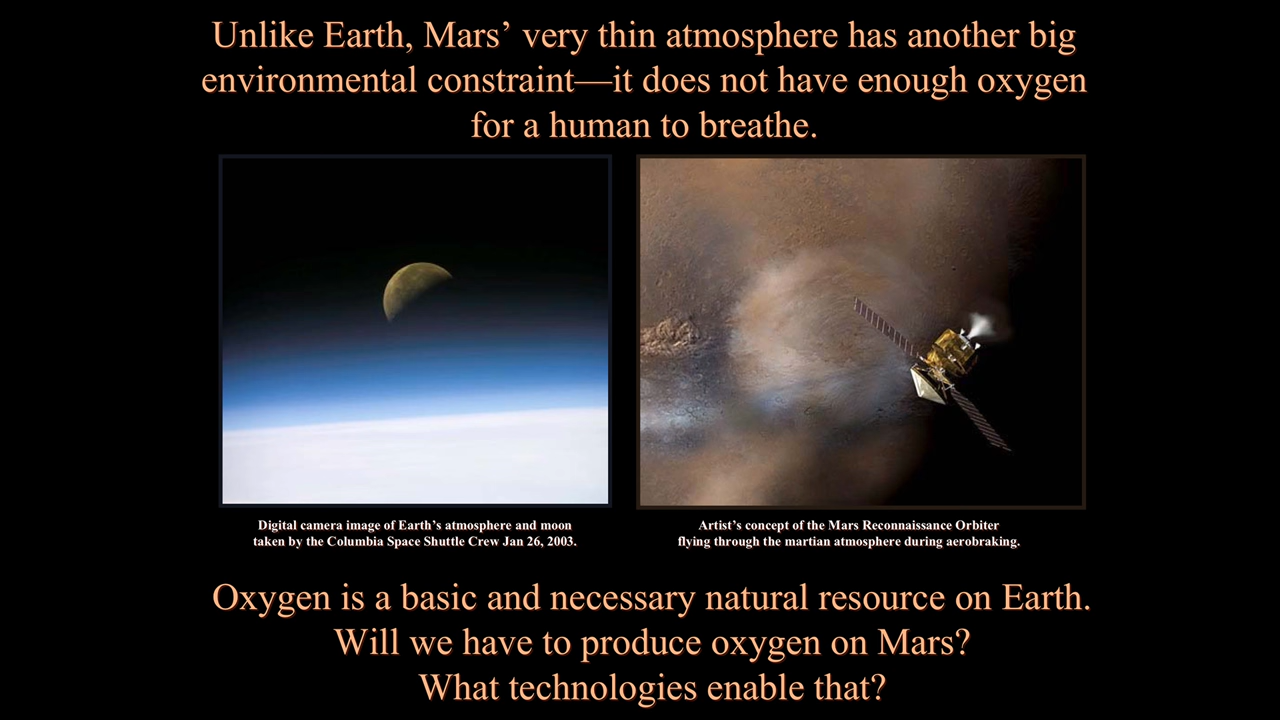 Unlike Earth, Mars’ very thin atmosphere has another big
environmental constraint—it does not have enough oxygen
for a human to breathe.
Digital camera image of Earth’s atmosphere and moon
taken by the Columbia Space Shuttle Crew Jan 26, 2003.
Artist’s concept of the Mars Reconnaissance Orbiter
flying through the martian atmosphere during aerobraking.
Oxygen is a basic and necessary natural resource on Earth.
Will we have to produce oxygen on Mars?
What technologies enable that?